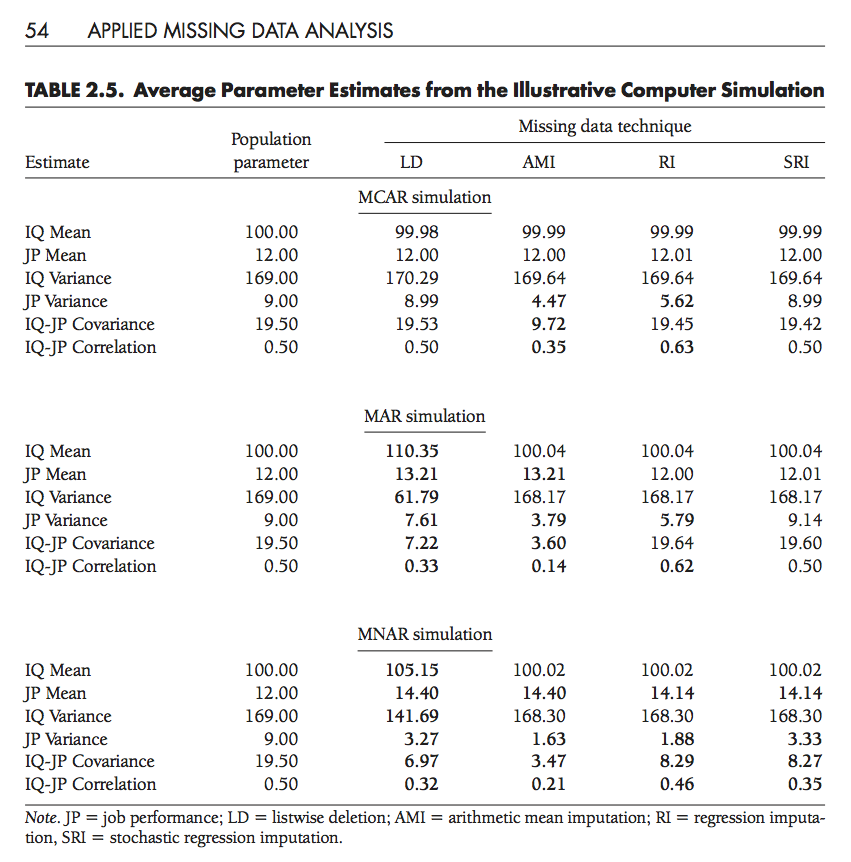 54 APPLIED MISSING DATA ANALYSIS
TABLE 2.5. Average Parameter Estimates from the Illustrative Computer Simulation
Missing data technique
Population
Estimate parameter LD AMI RI SRI
MCAR simulation
IQ Mean 100.00 99.98 99.99 99.99 99.99
JP Mean 12.00 12.00 12.00 12.01 12.00
IQ Variance 169.00 170.29 169.64 169.64 169.64
JP Variance 9.00 8.99 4.47 5.62 8.99
IQ-JP Covariance 19.50 19.53 9.72 19.45 19.42
IQ-JP Correlation 0.50 0.50 0.35 0.63 0.50
MAR simulation
IQ Mean 100.00 110.35 100.04 100.04 100.04
JP Mean 12.00 13.21 13.21 12.00 12.01
IQ Variance 169.00 61.79 168.17 168.17 168.17
JP Variance 9.00 7.61 3.79 5.79 9.14
IQ-JP Covariance 19.50 7.22 3.60 19.64 19.60
IQ-JP Correlation 0.50 0.33 0.14 0.62 0.50
MNAR simulation
IQ Mean 100.00 105.15 100.02 100.02 100.02
JP Mean 12.00 14.40 14.40 14.14 14.14
IQ Variance 169.00 141.69 168.30 168.30 168.30
JP Variance 9.00 3.27 1.63 1.88 3.33
IQ-JP Covariance 19.50 6.97 3.47 8.29 8.27
IQ-JP Correlation 0.50 0.32 0.21 0.46 0.35
Note. JP = job performance; LD = listwise deletion; AMI = arithmetic mean imputation; RI = regression imputa-
tion, SRI = stochastic regression imputation.